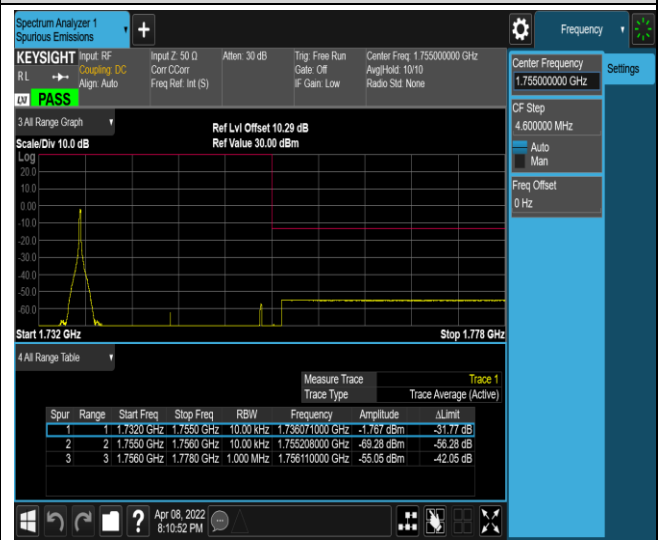 Spectrum Analyzer 1
Spurious Emissions
Frequency
KEYSIGHT Input: RF Input Z: 50 Ω Atten: 30 dB Trig: Free Run Center Freq: 1.755000000 GHz
R L Coupling: DC Corr CCorr Gate: Off Avg|Hold: 10/10
Align: Auto Freq Ref: Int (S) IF Gain: Low Radio Std: None
LXI PASS
3 All Range Graph
Ref Lvl Offset 10.29 dB
Scale/Div 10.0 dB Ref Value 30.00 dBm
Log
20.0
10.0
0.00
-10.0
-20.0
-30.0
-40.0
-50.0
-60.0
Start 1.732 GHz Stop 1.778 GHz
4 All Range Table
Measure Trace Trace 1
Trace Type Trace Average (Active)
Spur Range Start Freq Stop Freq RBW Frequency Amplitude ΔLimit
1 1 1.7320 GHz 1.7550 GHz 10.00 kHz 1.736071000 GHz -1.767 dBm -31.77 dB
2 2 1.7550 GHz 1.7560 GHz 10.00 kHz 1.755208000 GHz -69.28 dBm -56.28 dB
3 3 1.7560 GHz 1.7780 GHz 1.000 MHz 1.756110000 GHz -55.05 dBm -42.05 dB
Center Frequency
1.755000000 GHz
Settings
CF Step
4.600000 MHz
Auto
Man
Freq Offset
0 Hz
Apr 08, 2022
8:10:52 PM